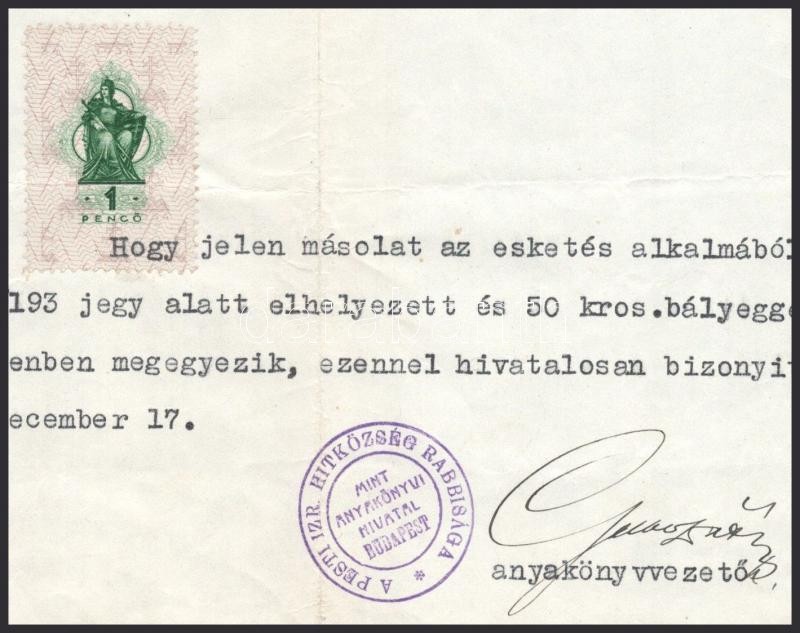 1
PENGŐ
Hogy jelen másolat az esketés alkalmából
193 jegy alatt elhelyezett és 50 kros.bályegge
enben megegyezik, ezennel hivatalosan bizonyit
ecember 17.
A PESTI IZR. HITKÖZSÉG RABBISÁGA *
MINT
ANYAKÖNYVI
HIVATAL
BUDAPEST
anyakönyvvezető